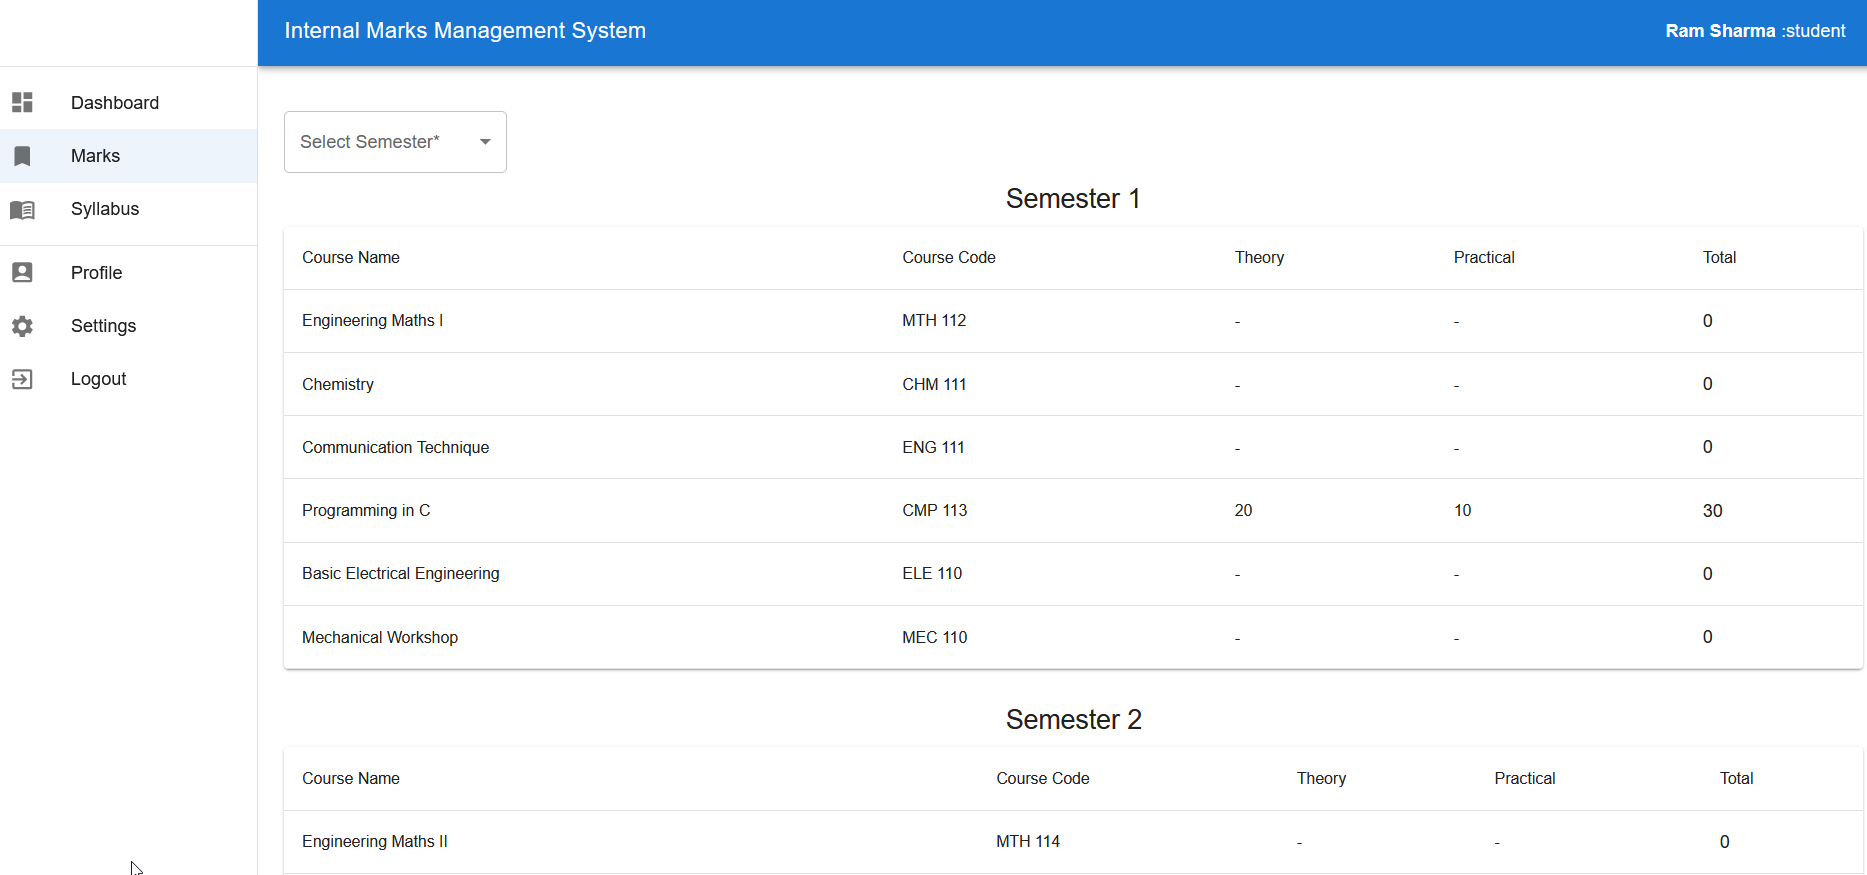 Internal Marks Management System
Ram Sharma :student
Dashboard
Marks
Syllabus
Profile
Settings
Logout
Select Semester*
Semester 1
Course Name Course Code Theory Practical Total
Engineering Maths I MTH 112 - - 0
Chemistry CHM 111 - - 0
Communication Technique ENG 111 - - 0
Programming in C CMP 113 20 10 30
Basic Electrical Engineering ELE 110 - - 0
Mechanical Workshop MEC 110 - - 0
Semester 2
Course Name Course Code Theory Practical Total
Engineering Maths II MTH 114 - - 0